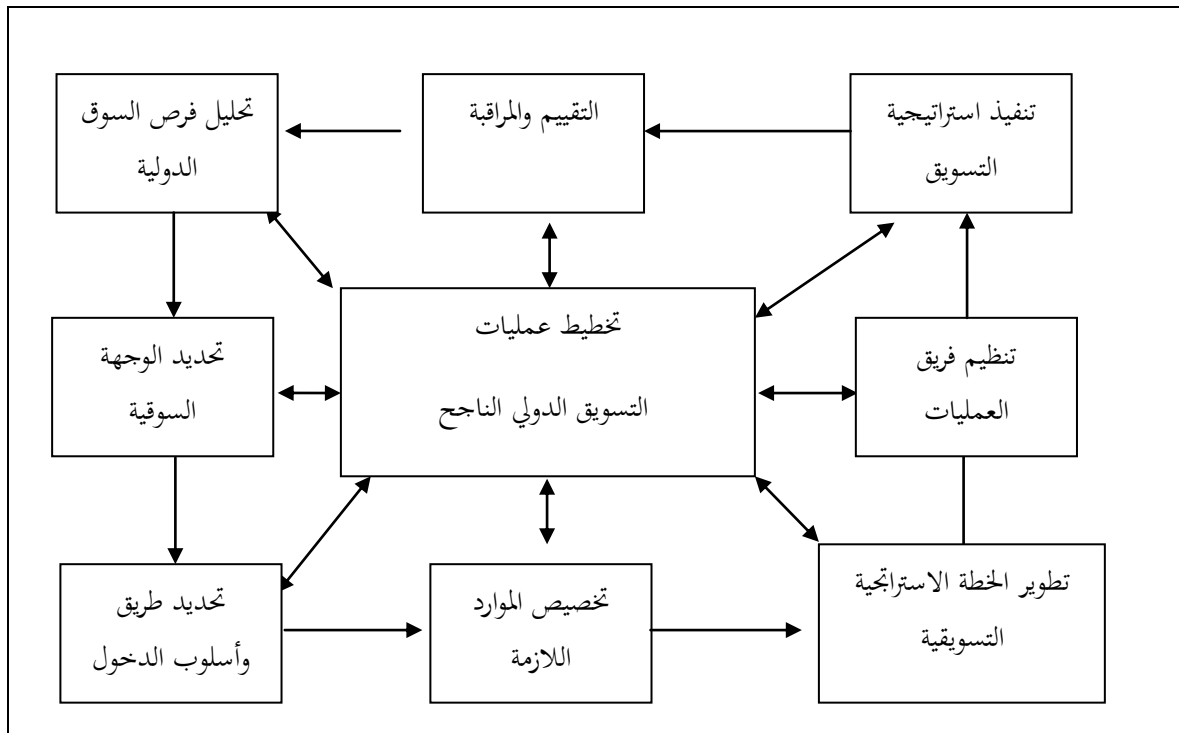 تنفيذ استراتيجية
التسويق
التقييم والمراقبة
تحليل فرص السوق
الدولية
تخطيط عمليات
التسويق الدولي الناجح
تنظيم فريق
العمليات
تحديد الوجهة
السوقية
تطوير الخطة الاستراتجية
التسويقية
تخصيص الموارد
اللازمة
تحديد طريق
وأسلوب الدخول